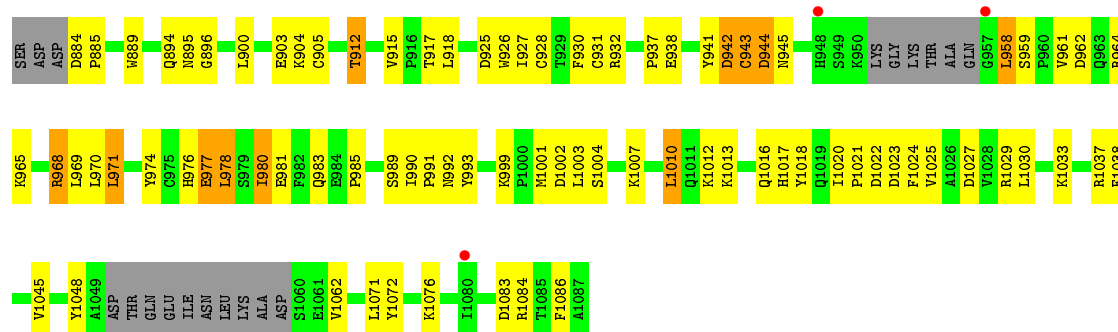 SER ASP ASP D884 P885 W889 Q894 N895 G896 L900 E903 K904 C905 T912 V915 P916 T917 L918 D925 W926 I927 C928 T929 F930 C931 R932 P937 E938 Y941 D942 C943 D944 N945 H948 S949 K950 LYS GLY LYS THR ALA GLN G957 L958 S959 P960 V961 D962 Q963 R964
K965 R968 L969 L970 L971 Y974 C975 H976 E977 L978 S979 I980 E981 F982 Q983 E984 P985 S989 I990 P991 N992 Y993 K999 P1000 M1001 D1002 L1003 S1004 K1007 L1010 Q1011 K1012 K1013 Q1016 H1017 Y1018 Q1019 I1020 P1021 D1022 D1023 F1024 V1025 A1026 D1027 V1028 R1029 L1030 K1033 R1037
V1045 Y1048 A1049 ASP THR GLN GLU ILE ASN LEU LYS ALA ASP S1060 E1061 V1062 L1071 Y1072 K1076 I1080 D1083 R1084 T1085 F1086 A1087